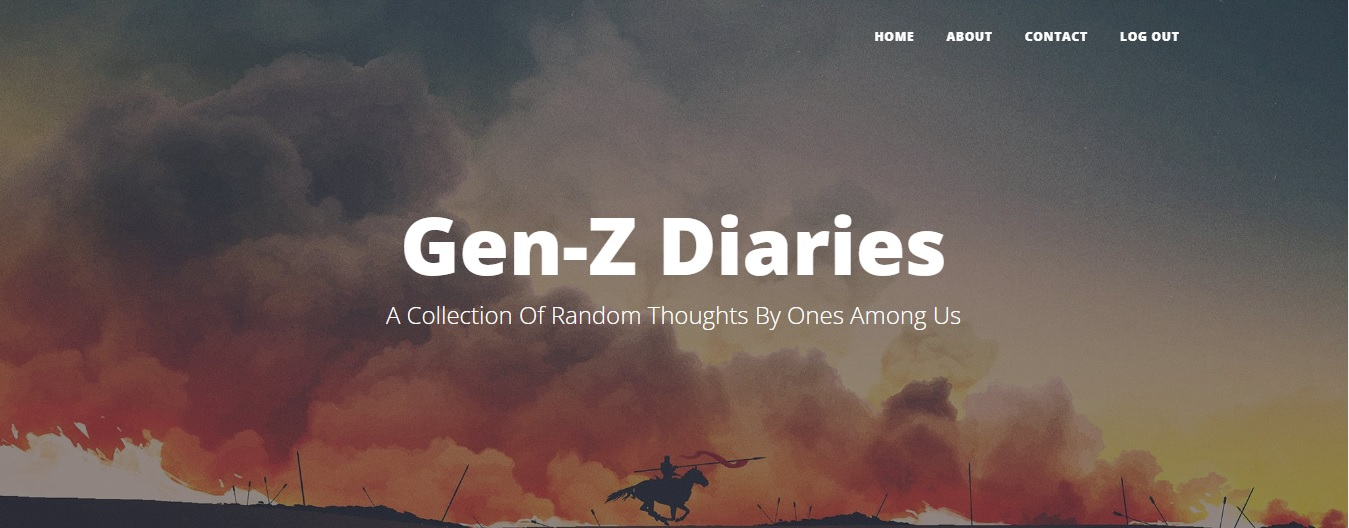 HOME ABOUT CONTACT LOG OUT
Gen-Z Diaries
A Collection Of Random Thoughts By Ones Among Us